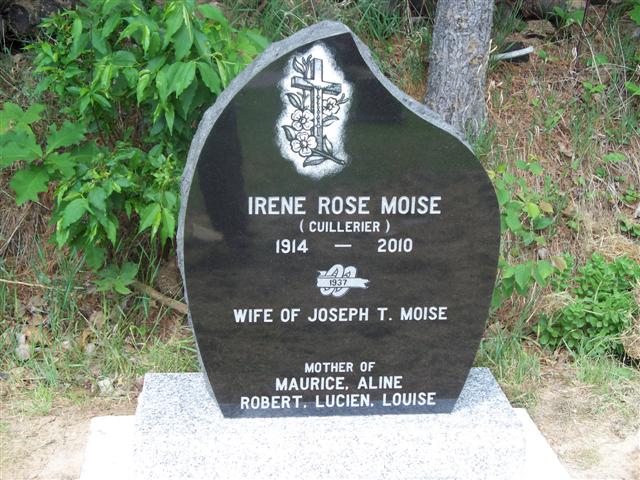 IRENE ROSE MOISE
( CUILLERIER )
1914 — 2010
1937
WIFE OF JOSEPH T. MOISE
MOTHER OF
MAURICE, ALINE
ROBERT, LUCIEN, LOUISE